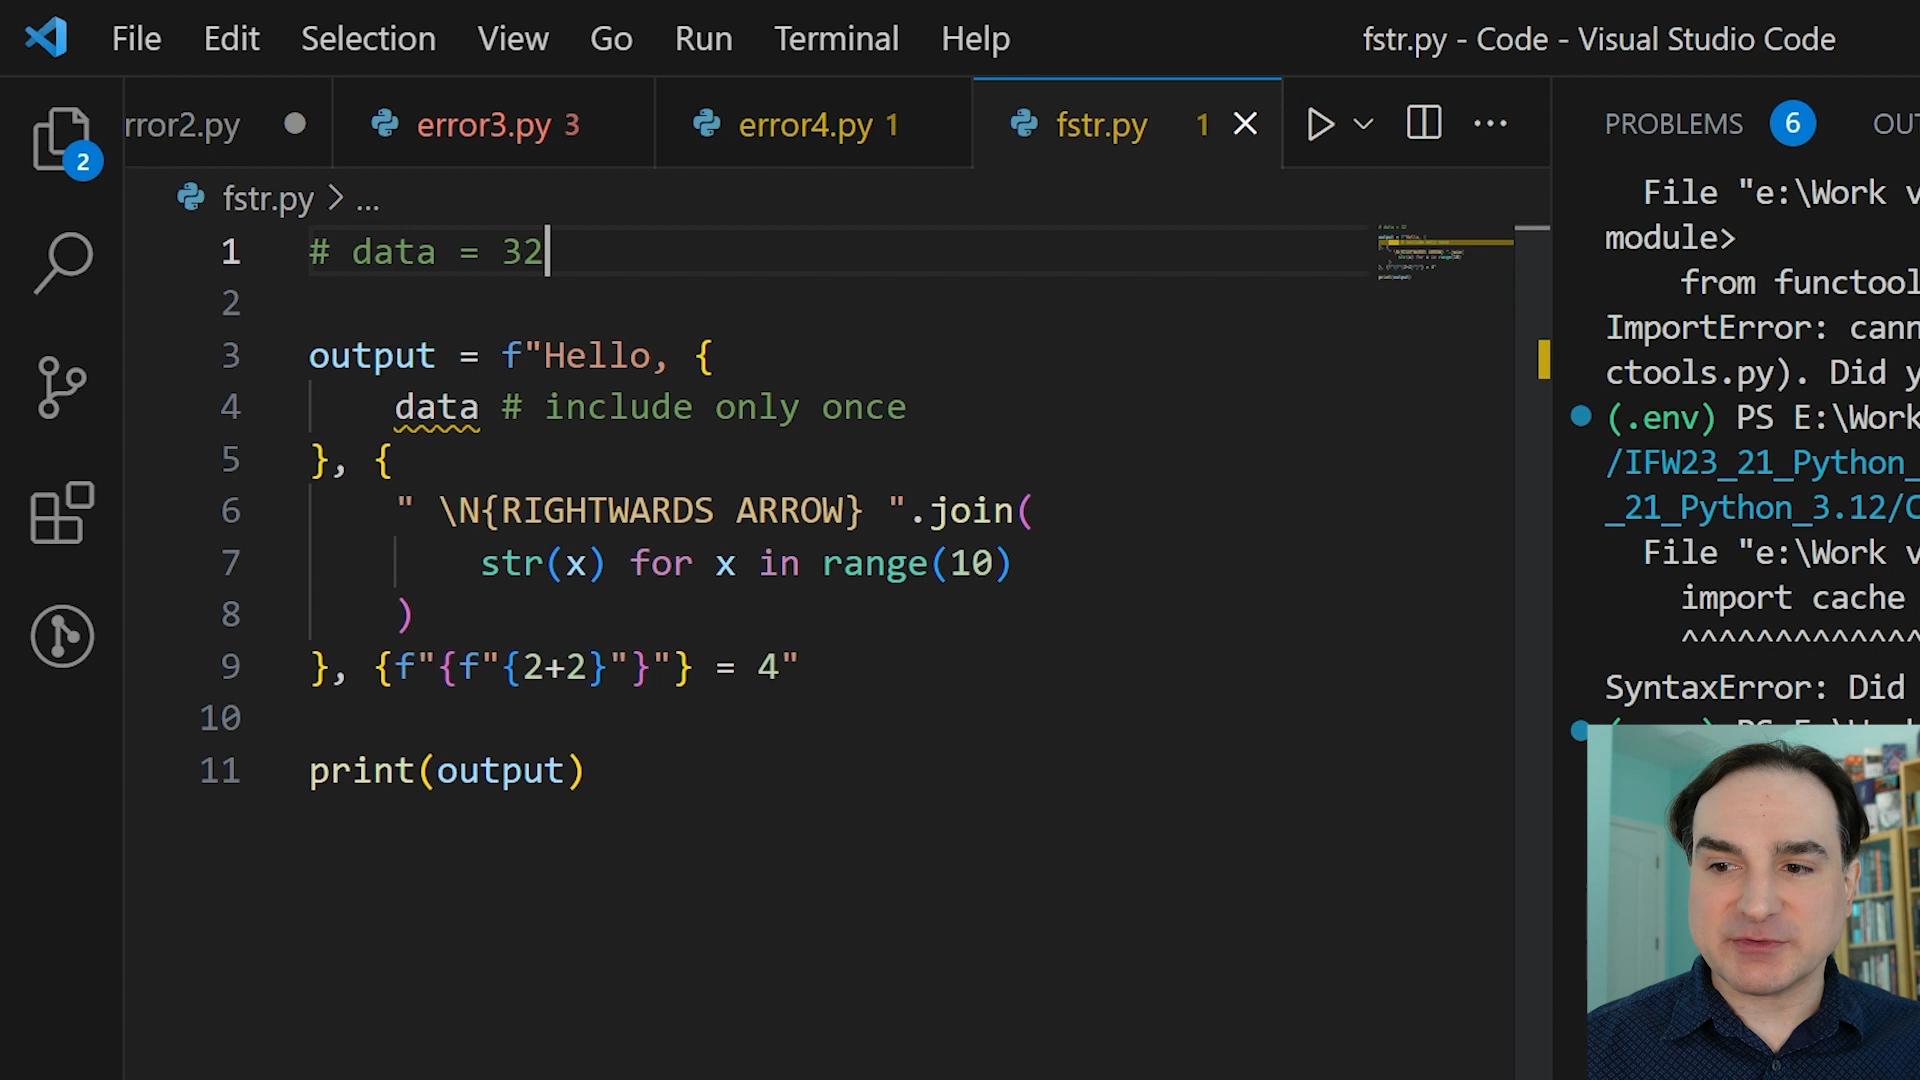 File Edit Selection View Go Run Terminal Help fstr.py - Code - Visual Studio Code
rror2.py error3.py 3 error4.py 1 fstr.py 1
2
fstr.py > ...
1 # data = 32
2
3 output = f"Hello, {
4 data # include only once
5 }, {
6 " \N{RIGHTWARDS ARROW} ".join(
7 str(x) for x in range(10)
8 )
9 }, {f"{f"{2+2}"}"} = 4"
10
11 print(output)
PROBLEMS 6 OUT
File "e:\Work v
module>
from functool
ImportError: cann
ctools.py). Did y
(.env) PS E:\Work
/IFW23_21_Python_
_21_Python_3.12/C
File "e:\Work v
import cache
^^^^^^^^^^^^^
SyntaxError: Did